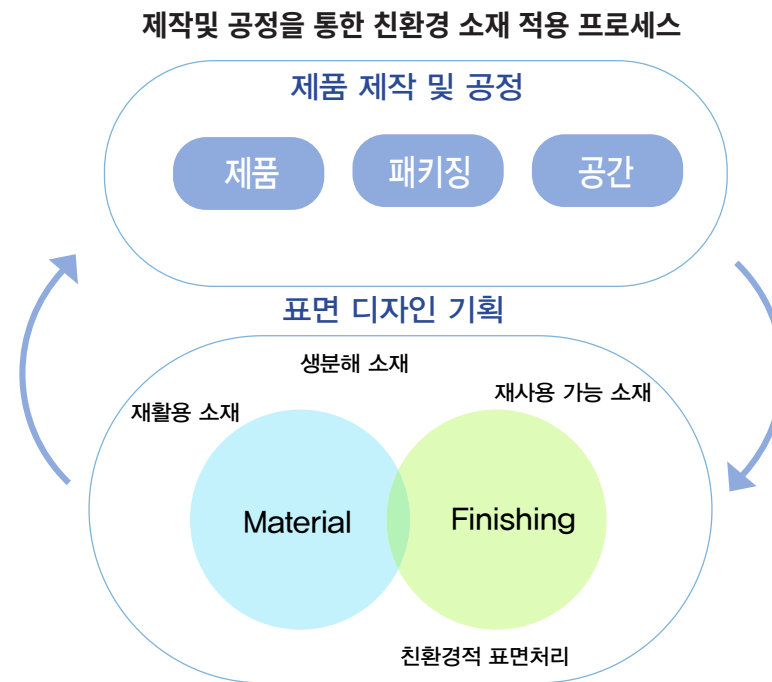 제작및 공정을 통한 친환경 소재 적용 프로세스
제품 제작 및 공정
제품
패키징
공간
표면 디자인 기획
생분해 소재
재사용 가능 소재
재활용 소재
Material
Finishing
친환경적 표면처리